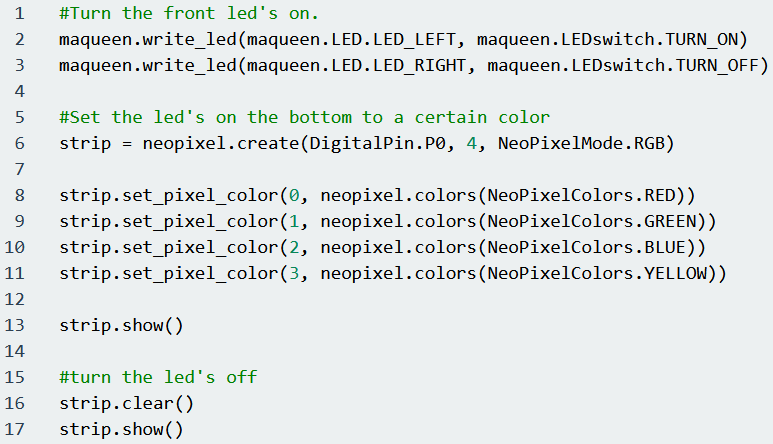 1 #Turn the front led's on.
2 maqueen.write_led(maqueen.LED.LED_LEFT, maqueen.LEDswitch.TURN_ON)
3 maqueen.write_led(maqueen.LED.LED_RIGHT, maqueen.LEDswitch.TURN_OFF)
4
5 #Set the led's on the bottom to a certain color
6 strip = neopixel.create(DigitalPin.P0, 4, NeoPixelMode.RGB)
7
8 strip.set_pixel_color(0, neopixel.colors(NeoPixelColors.RED))
9 strip.set_pixel_color(1, neopixel.colors(NeoPixelColors.GREEN))
10 strip.set_pixel_color(2, neopixel.colors(NeoPixelColors.BLUE))
11 strip.set_pixel_color(3, neopixel.colors(NeoPixelColors.YELLOW))
12
13 strip.show()
14
15 #turn the led's off
16 strip.clear()
17 strip.show()